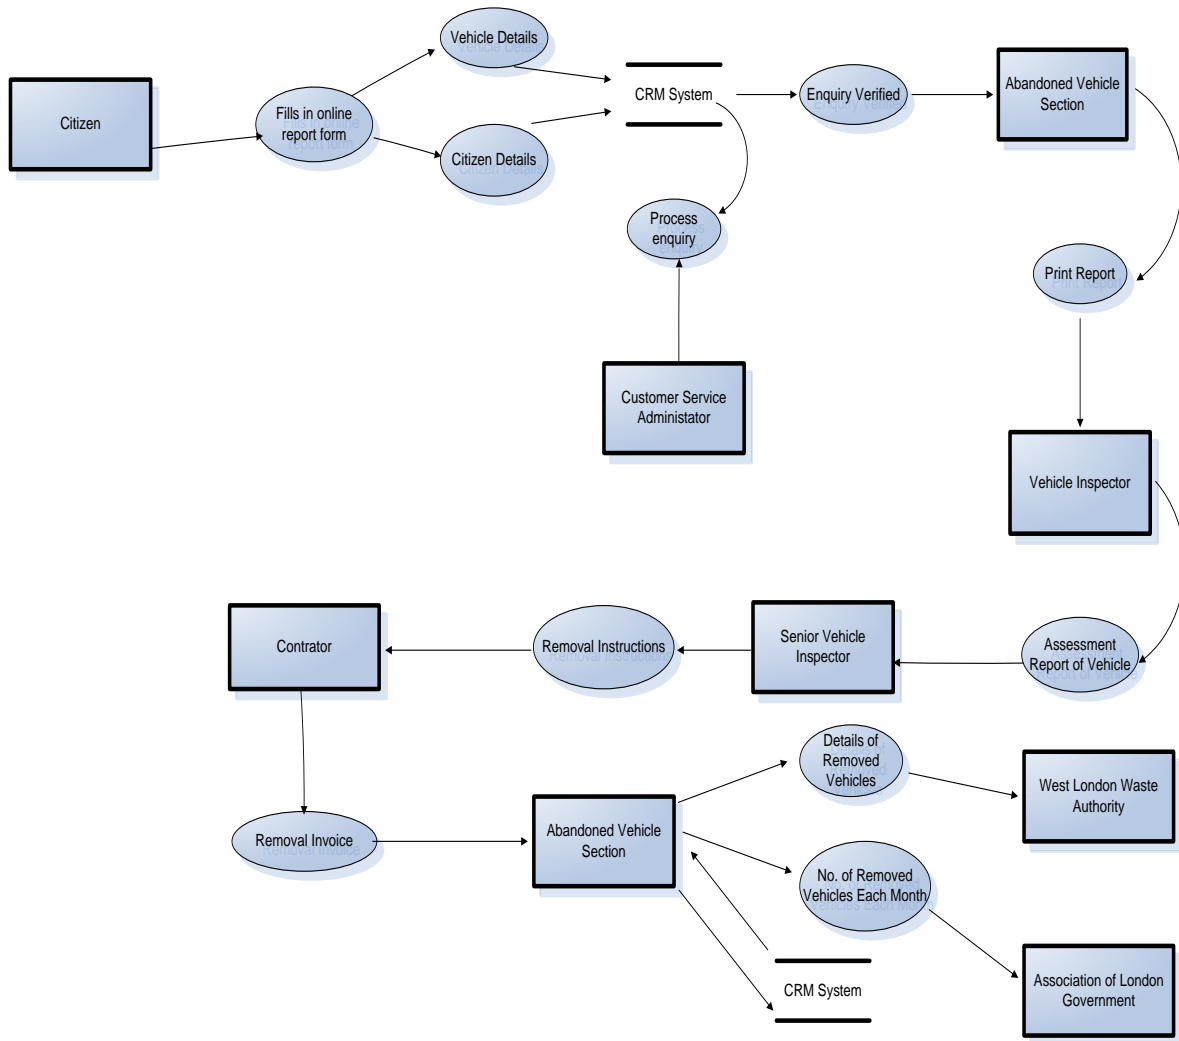 Vehicle Details
Citizen
Fills in online
report form
Citizen Details
CRM System
Enquiry Verified
Abandoned Vehicle
Section
Process
enquiry
Print Report
Customer Service
Administator
Vehicle Inspector
Contrator
Removal Instructions
Senior Vehicle
Inspector
Assessment
Report of Vehicle
Details of
Removed
Vehicles
West London Waste
Authority
Removal Invoice
Abandoned Vehicle
Section
No. of Removed
Vehicles Each Month
CRM System
Association of London
Government